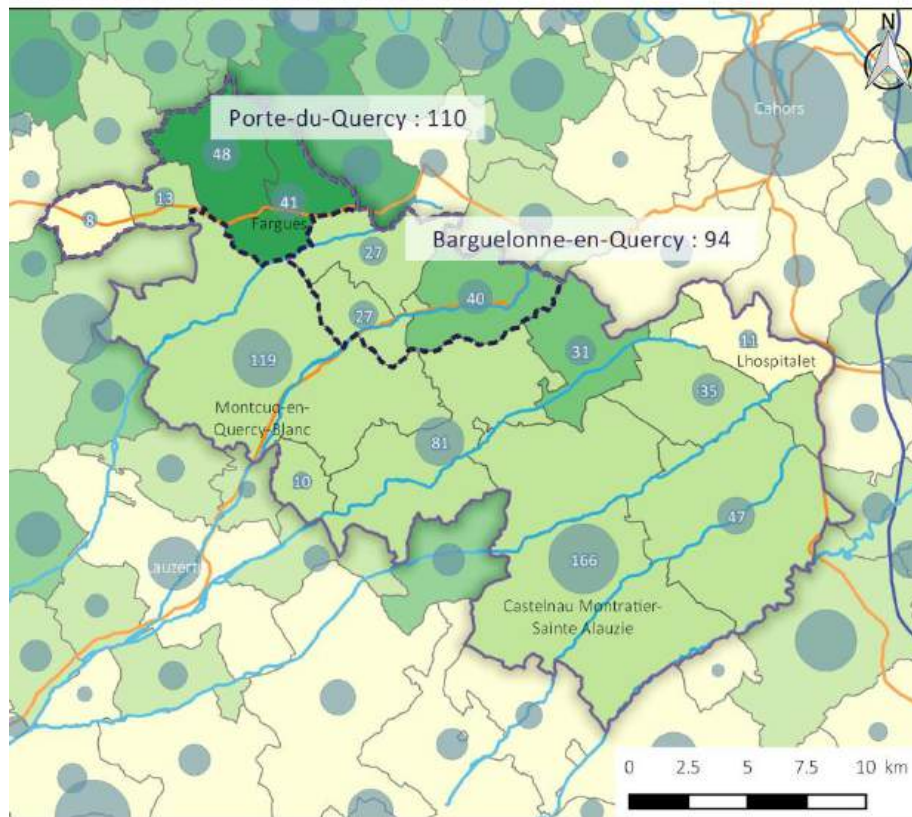 N
Cahors
Porte-du-Quercy : 110
48
13
41
8
Fargues
Barguelonne-en-Quercy : 94
27
40
27
11
Lhospitalet
31
119
35
Montcuq-en-
Quercy-Blanc
81
10
47
166
Lauzert
Castelnau Montratier-
Sainte Alauzie
0 2.5 5 7.5 10 km